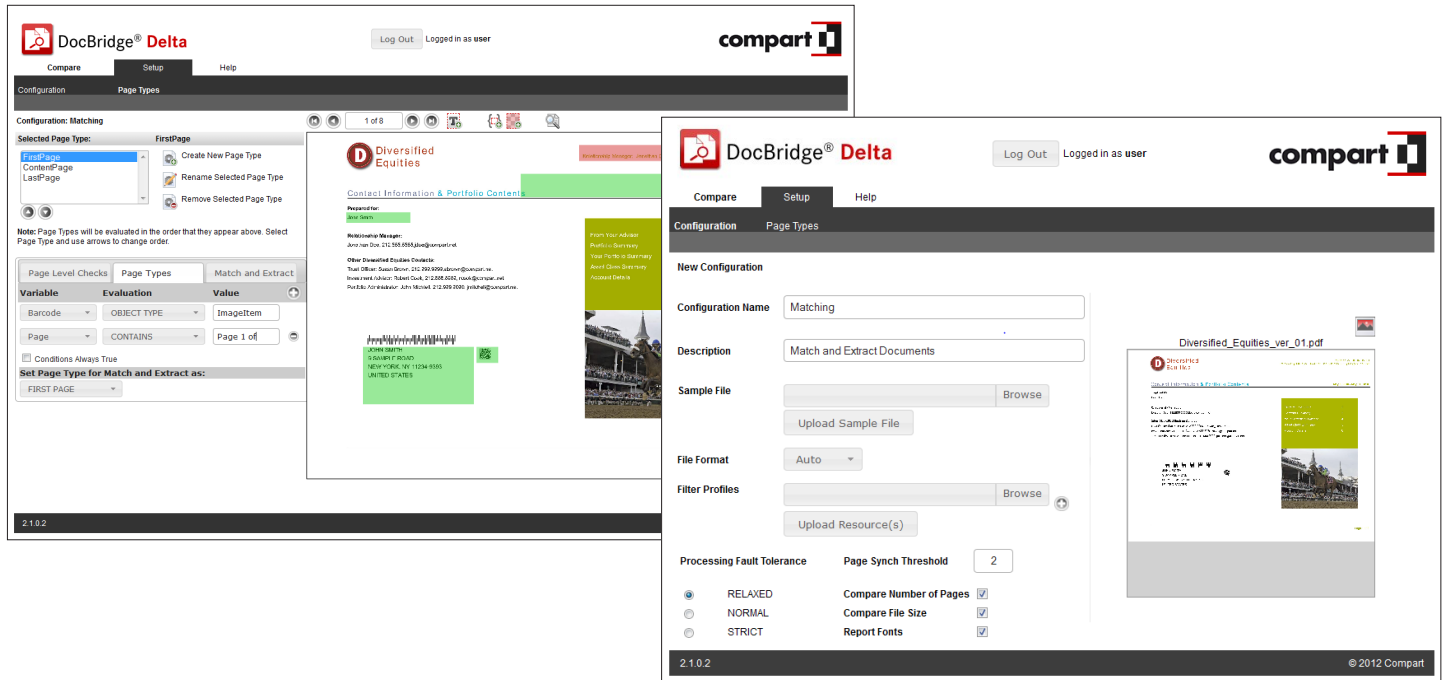 DocBridge® Delta
Log Out
Logged in as user
compart
Compare
Setup
Help
Configuration
Page Types
Configuration: Matching
1 of 8
Selected Page Type:
FirstPage
FirstPage
ContentPage
LastPage
Create New Page Type
Rename Selected Page Type
Remove Selected Page Type
Note: Page Types will be evaluated in the order that they appear above. Select
Page Type and use arrows to change order.
Page Level Checks
Page Types
Match and Extract
Variable
Evaluation
Value
Barcode
OBJECT TYPE
ImageItem
Page
CONTAINS
Page 1 of
Conditions Always True
Set Page Type for Match and Extract as:
FIRST PAGE
Diversified
Equities
Contact Information & Portfolio Contents
Prepared for:
Relationship Manager:
Other Diversified Equities Contacts:
From Your Advisor
Portfolio Summary
Your Portfolio Summary
Asset Class Summary
Account Details
JOHN SMITH
5 SAMPLE ROAD
NEW YORK, NY 11234-9393
UNITED STATES
2.1.0.2
DocBridge® Delta
Log Out
Logged in as user
compart
Compare
Setup
Help
Configuration
Page Types
New Configuration
Configuration Name
Matching
Description
Match and Extract Documents
Sample File
Browse
Upload Sample File
File Format
Auto
Filter Profiles
Browse
Upload Resource(s)
Processing Fault Tolerance
Page Synch Threshold
2
RELAXED
Compare Number of Pages
NORMAL
Compare File Size
STRICT
Report Fonts
Diversified_Equities_ver_01.pdf
Diversified
Equities
2.1.0.2
© 2012 Compart